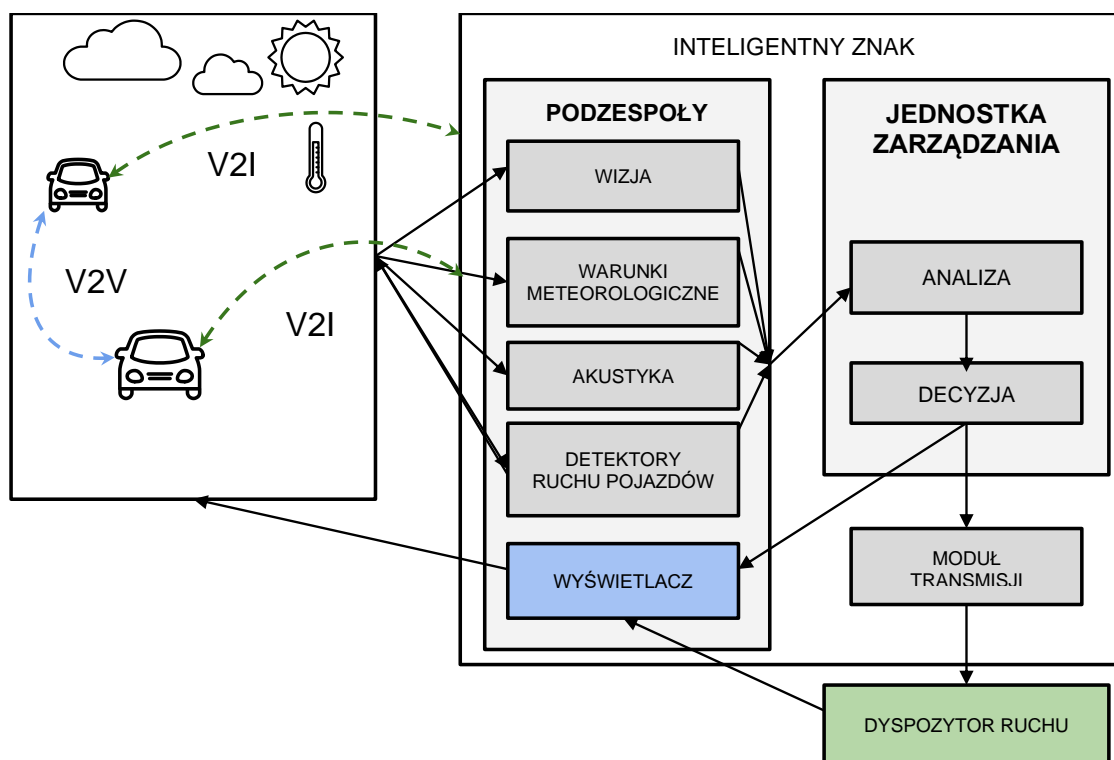 INTELIGENTNY ZNAK
V2I
V2V
V2I
PODZESPOŁY
WIZJA
WARUNKI
METEOROLOGICZNE
AKUSTYKA
DETEKTORY
RUCHU POJAZDÓW
WYŚWIETLACZ
JEDNOSTKA
ZARZĄDZANIA
ANALIZA
DECYZJA
MODUŁ
TRANSMISJI
DYSPOZYTOR RUCHU